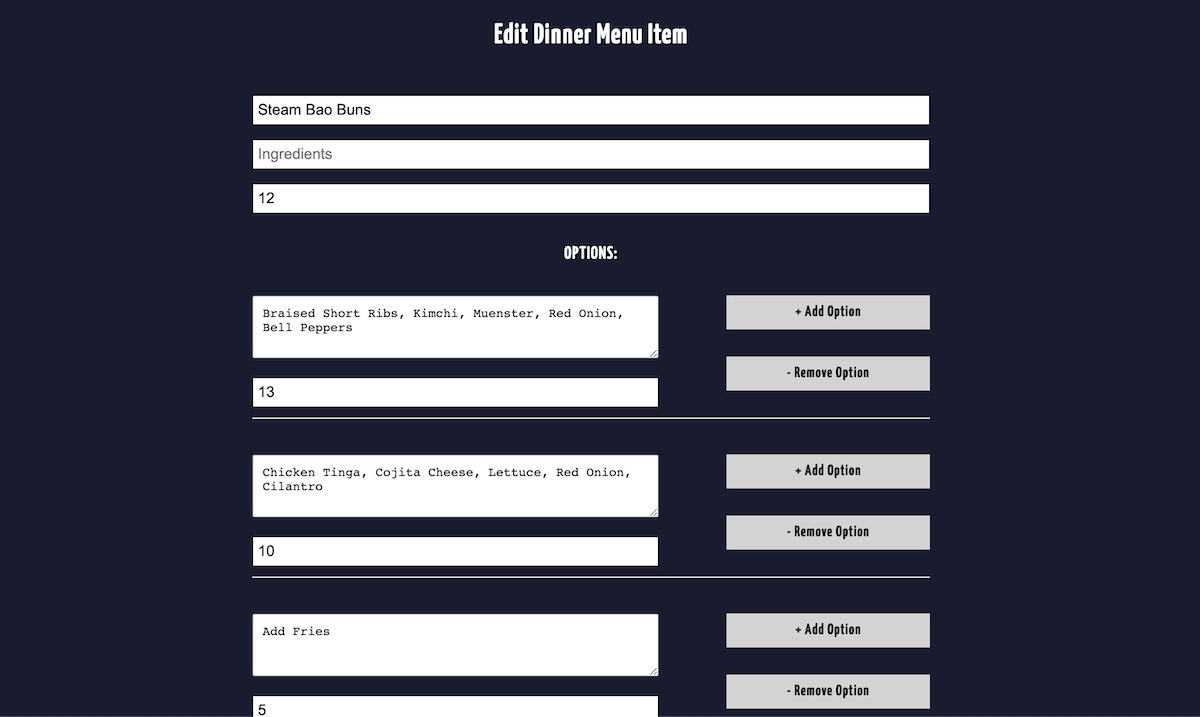 Edit Dinner Menu Item
Steam Bao Buns
Ingredients
12
OPTIONS:
Braised Short Ribs, Kimchi, Muenster, Red Onion,
Bell Peppers
+ Add Option
- Remove Option
13
Chicken Tinga, Cojita Cheese, Lettuce, Red Onion,
Cilantro
+ Add Option
- Remove Option
10
Add Fries
+ Add Option
- Remove Option
5